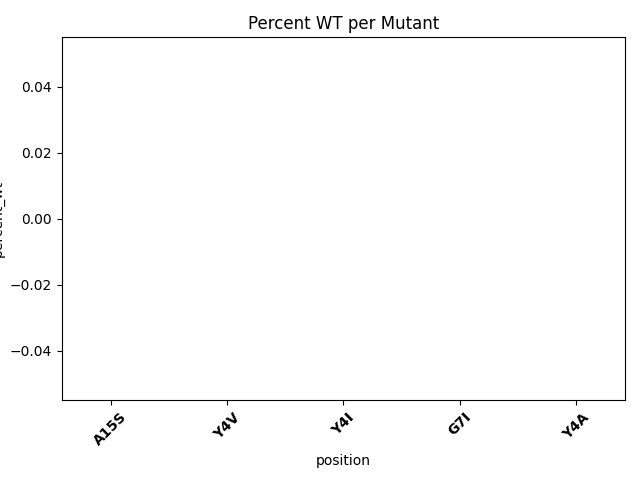 Percent WT per Mutant
0.04
0.02
0.00
−0.02
−0.04
percent_wt
A15S
Y4V
Y4I
G7I
Y4A
position